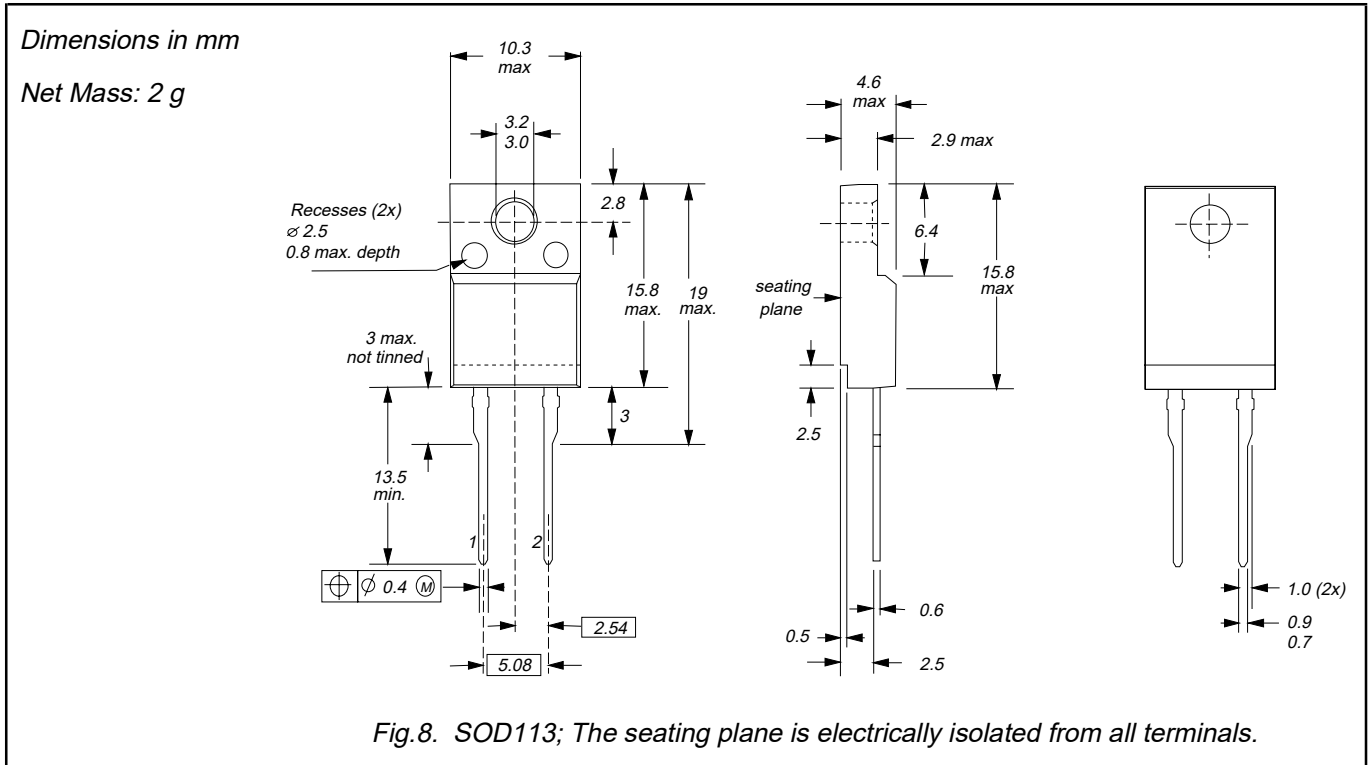 Dimensions in mm
Net Mass: 2 g
10.3
max
3.2
3.0
2.8
Recesses (2x)
⌀ 2.5
0.8 max. depth
15.8
max.
19
max.
3 max.
not tinned
3
13.5
min.
1
2
⌀ 0.4 Ⓜ
2.54
5.08
4.6
max
2.9 max
6.4
15.8
max
seating
plane
2.5
0.6
0.5
2.5
1.0 (2x)
0.9
0.7
Fig.8. SOD113; The seating plane is electrically isolated from all terminals.